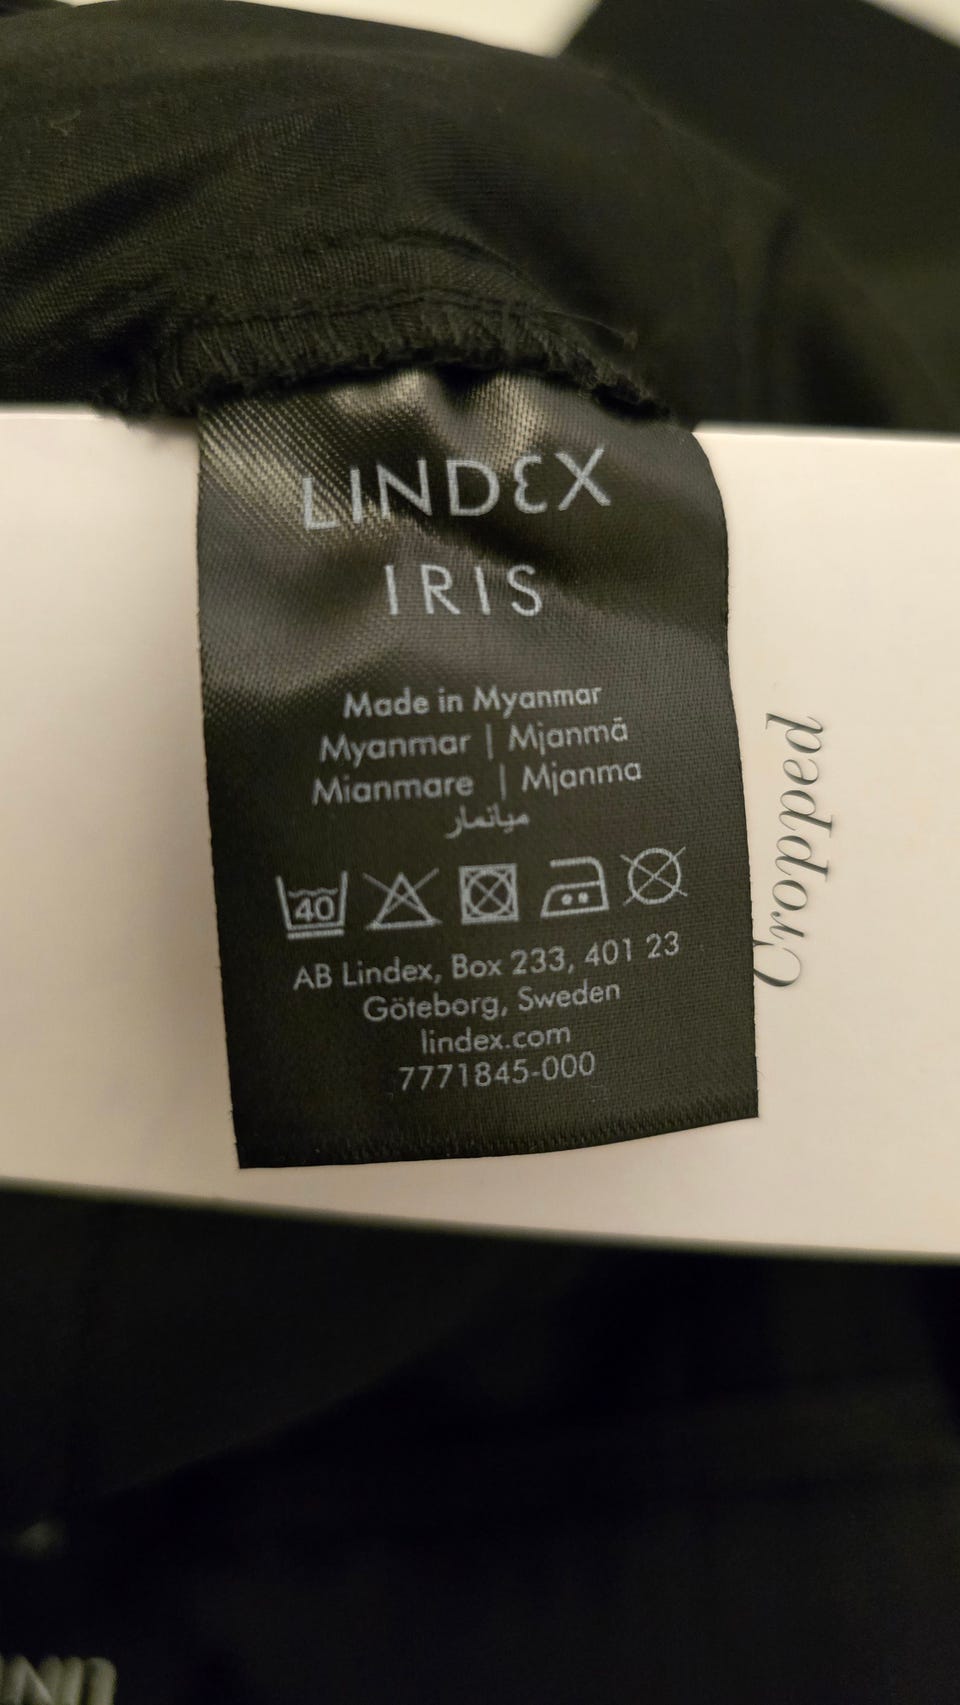 LINDEX
IRIS
Made in Myanmar
Myanmar | Mjanmā
Mianmare | Mjanma
ميانمار
40
AB Lindex, Box 233, 401 23
Göteborg, Sweden
lindex.com
7771845-000
Cropped